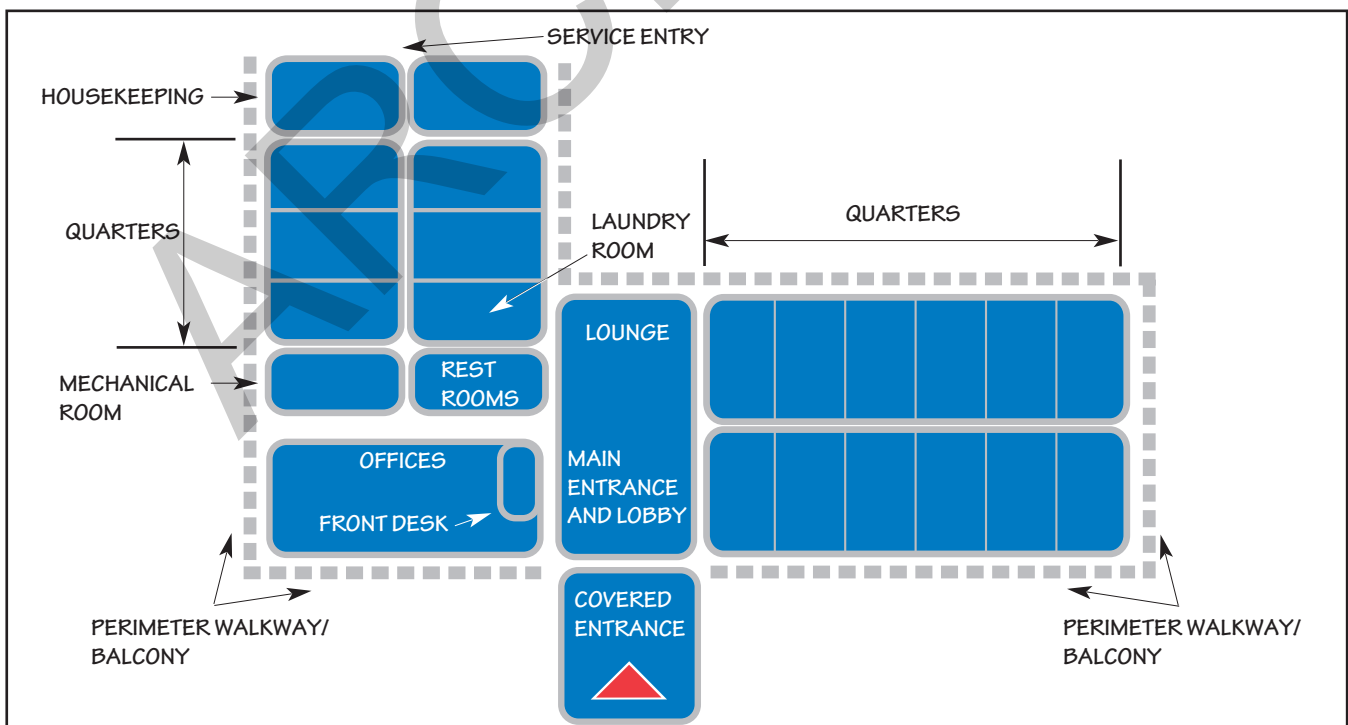 SERVICE ENTRY
HOUSEKEEPING
QUARTERS
LAUNDRY
ROOM
QUARTERS
LOUNGE
MECHANICAL
ROOM
REST
ROOMS
OFFICES
FRONT DESK
MAIN
ENTRANCE
AND LOBBY
COVERED
ENTRANCE
PERIMETER WALKWAY/
BALCONY
PERIMETER WALKWAY/
BALCONY
ARC